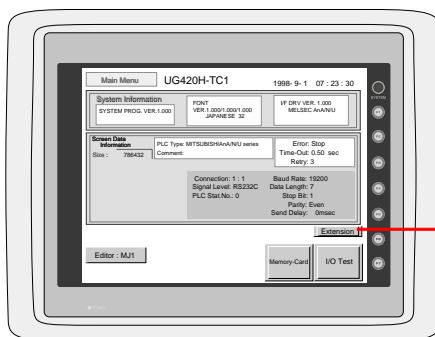 Main Menu
UG420H-TC1
1998- 9- 1 07 : 23 : 30
SYSTEM
System Information
SYSTEM PROG. VER.1.000
FONT
VER.1.000/1.000/1.000
JAPANESE 32
I/F DRV VER. 1.000
MELSEC AnA/N/U
Screen Data
Information
Size : 786432
PLC Type: MITSUBISHIAnA/N/U series
Comment:
Error: Stop
Time-Out: 0.50 sec
Retry: 3
Connection: 1 : 1
Signal Level: RS232C
PLC Stat.No.: 0
Baud Rate: 19200
Data Length: 7
Stop Bit: 1
Parity: Even
Send Delay: 0msec
Extension
Editor : MJ1
Memory-Card
I/O Test